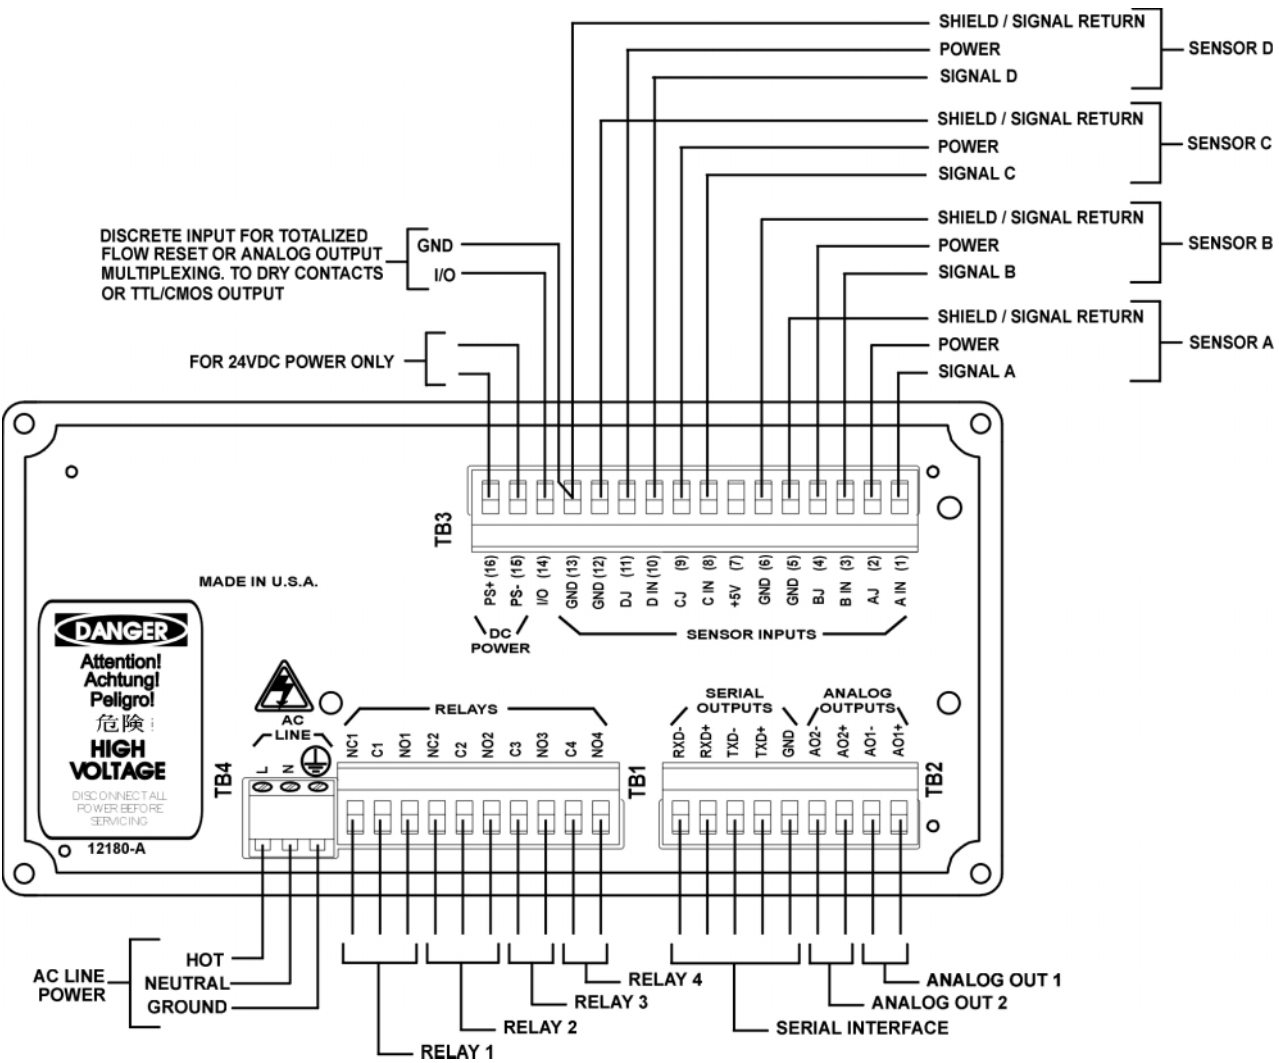 SHIELD / SIGNAL RETURN
POWER
SIGNAL D
SENSOR D
SHIELD / SIGNAL RETURN
POWER
SIGNAL C
SENSOR C
SHIELD / SIGNAL RETURN
POWER
SIGNAL B
SENSOR B
SHIELD / SIGNAL RETURN
POWER
SIGNAL A
SENSOR A
DISCRETE INPUT FOR TOTALIZED
FLOW RESET OR ANALOG OUTPUT
MULTIPLEXING. TO DRY CONTACTS
OR TTL/CMOS OUTPUT
GND
I/O
FOR 24VDC POWER ONLY
TB3
PS+ (16)
PS- (15)
I/O (14)
GND (13)
GND (12)
DJ (11)
D IN (10)
CJ (9)
C IN (8)
+5V (7)
GND (6)
GND (5)
BJ (4)
B IN (3)
AJ (2)
A IN (1)
DC
POWER
SENSOR INPUTS
MADE IN U.S.A.
DANGER
Attention!
Achtung!
Peligro!
危険!
HIGH
VOLTAGE
DISCONNECT ALL
POWER BEFORE
SERVICING
12180-A
AC
LINE
TB4
L
N
RELAYS
NC1
C1
NO1
NC2
C2
NO2
C3
NO3
C4
NO4
TB1
SERIAL
OUTPUTS
RXD-
RXD+
TXD-
TXD+
GND
ANALOG
OUTPUTS
AO2-
AO2+
AO1-
AO1+
TB2
AC LINE
POWER
HOT
NEUTRAL
GROUND
RELAY 1
RELAY 2
RELAY 3
RELAY 4
SERIAL INTERFACE
ANALOG OUT 2
ANALOG OUT 1